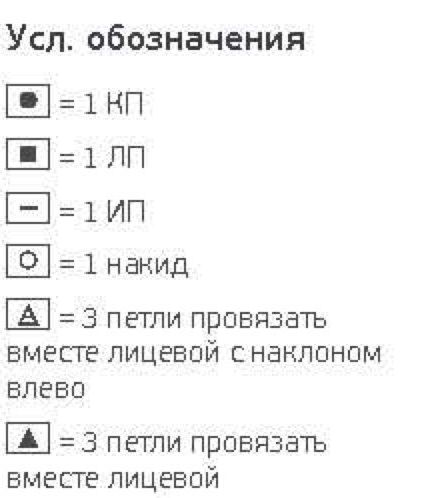 Усл. обозначения
= 1 КП
= 1 ЛП
= 1 ИП
= 1 накид
= 3 петли провязать
вместе лицевой с наклоном
влево
= 3 петли провязать
вместе лицевой